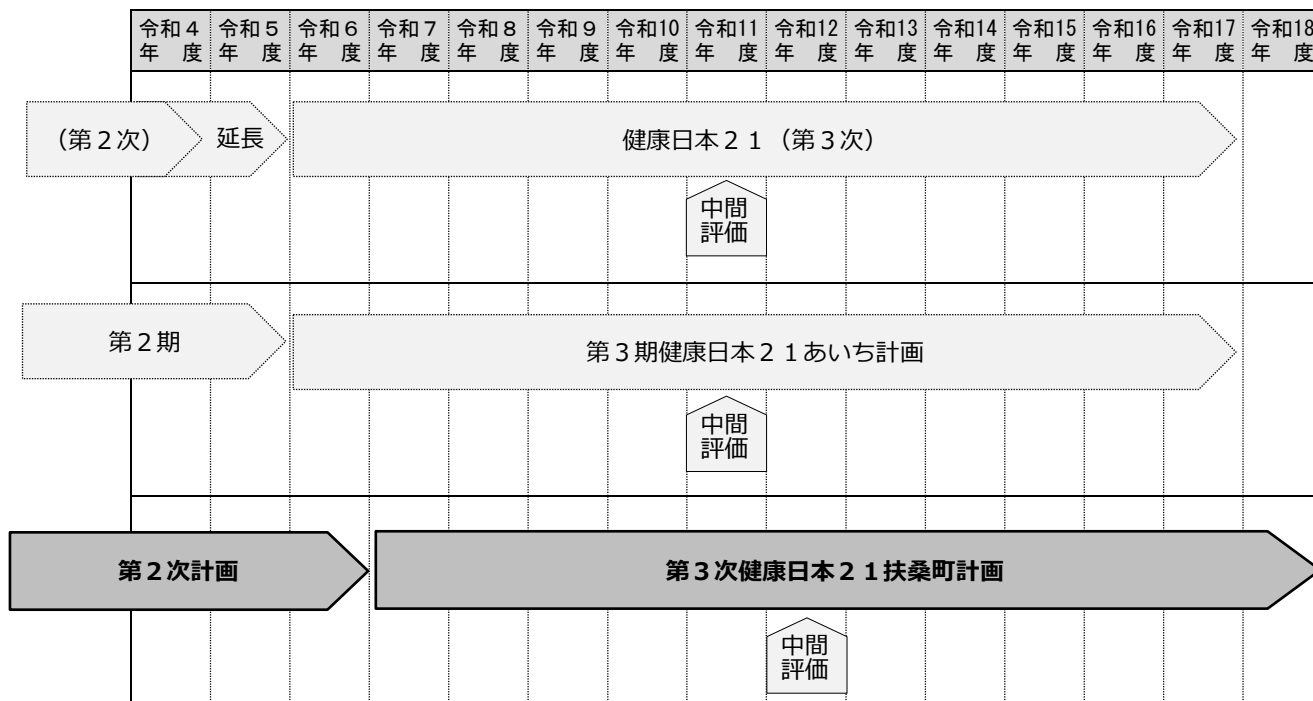 令和４年　度
令和５年　度
令和６年　度
令和７年　度
令和８年　度
令和９年　度
令和10年　度
令和11年　度
令和12年　度
令和13年　度
令和14年　度
令和15年　度
令和16年　度
令和17年　度
令和18年　度
（第２次）
延長
健康日本２１（第３次）
中間
評価
第２期
第３期健康日本２１あいち計画
中間
評価
第２次計画
第３次健康日本２１扶桑町計画
中間
評価